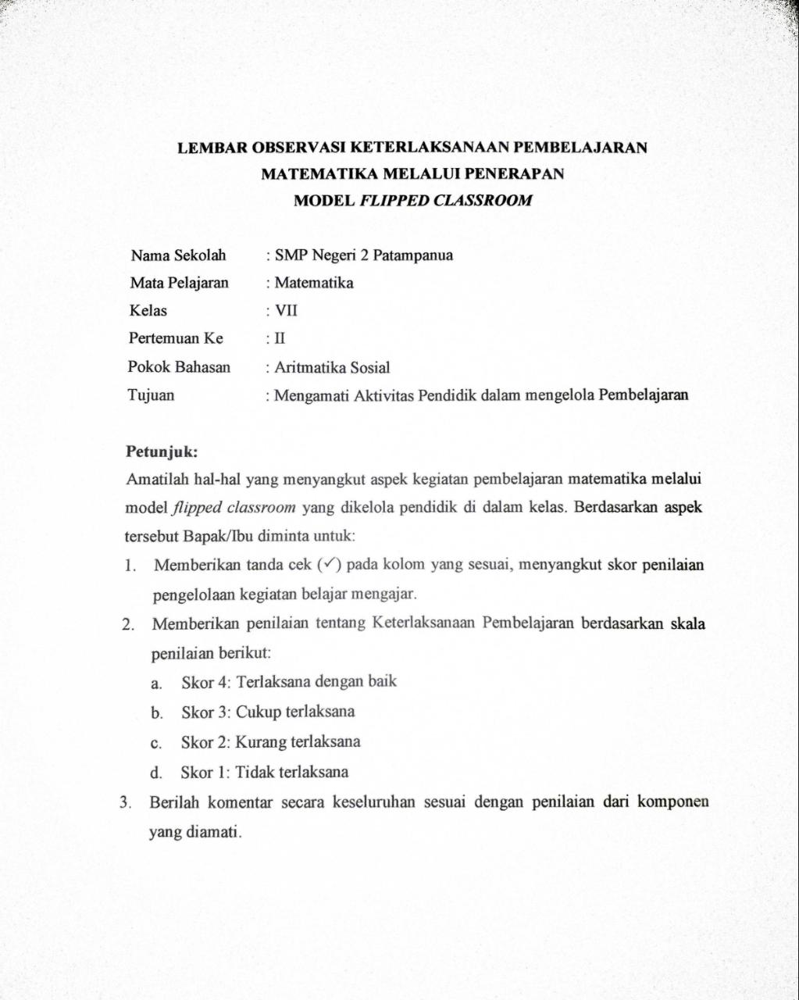 LEMBAR OBSERVASI KETERLAKSANAAN PEMBELAJARAN
MATEMATIKA MELALUI PENERAPAN
MODEL FLIPPED CLASSROOM
Nama Sekolah : SMP Negeri 2 Patampanua
Mata Pelajaran : Matematika
Kelas : VII
Pertemuan Ke : II
Pokok Bahasan : Aritmatika Sosial
Tujuan : Mengamati Aktivitas Pendidik dalam mengelola Pembelajaran
Petunjuk:
Amatilah hal-hal yang menyangkut aspek kegiatan pembelajaran matematika melalui
model flipped classroom yang dikelola pendidik di dalam kelas. Berdasarkan aspek
tersebut Bapak/Ibu diminta untuk:
1. Memberikan tanda cek (✓) pada kolom yang sesuai, menyangkut skor penilaian
pengelolaan kegiatan belajar mengajar.
2. Memberikan penilaian tentang Keterlaksanaan Pembelajaran berdasarkan skala
penilaian berikut:
a. Skor 4: Terlaksana dengan baik
b. Skor 3: Cukup terlaksana
c. Skor 2: Kurang terlaksana
d. Skor 1: Tidak terlaksana
3. Berilah komentar secara keseluruhan sesuai dengan penilaian dari komponen
yang diamati.